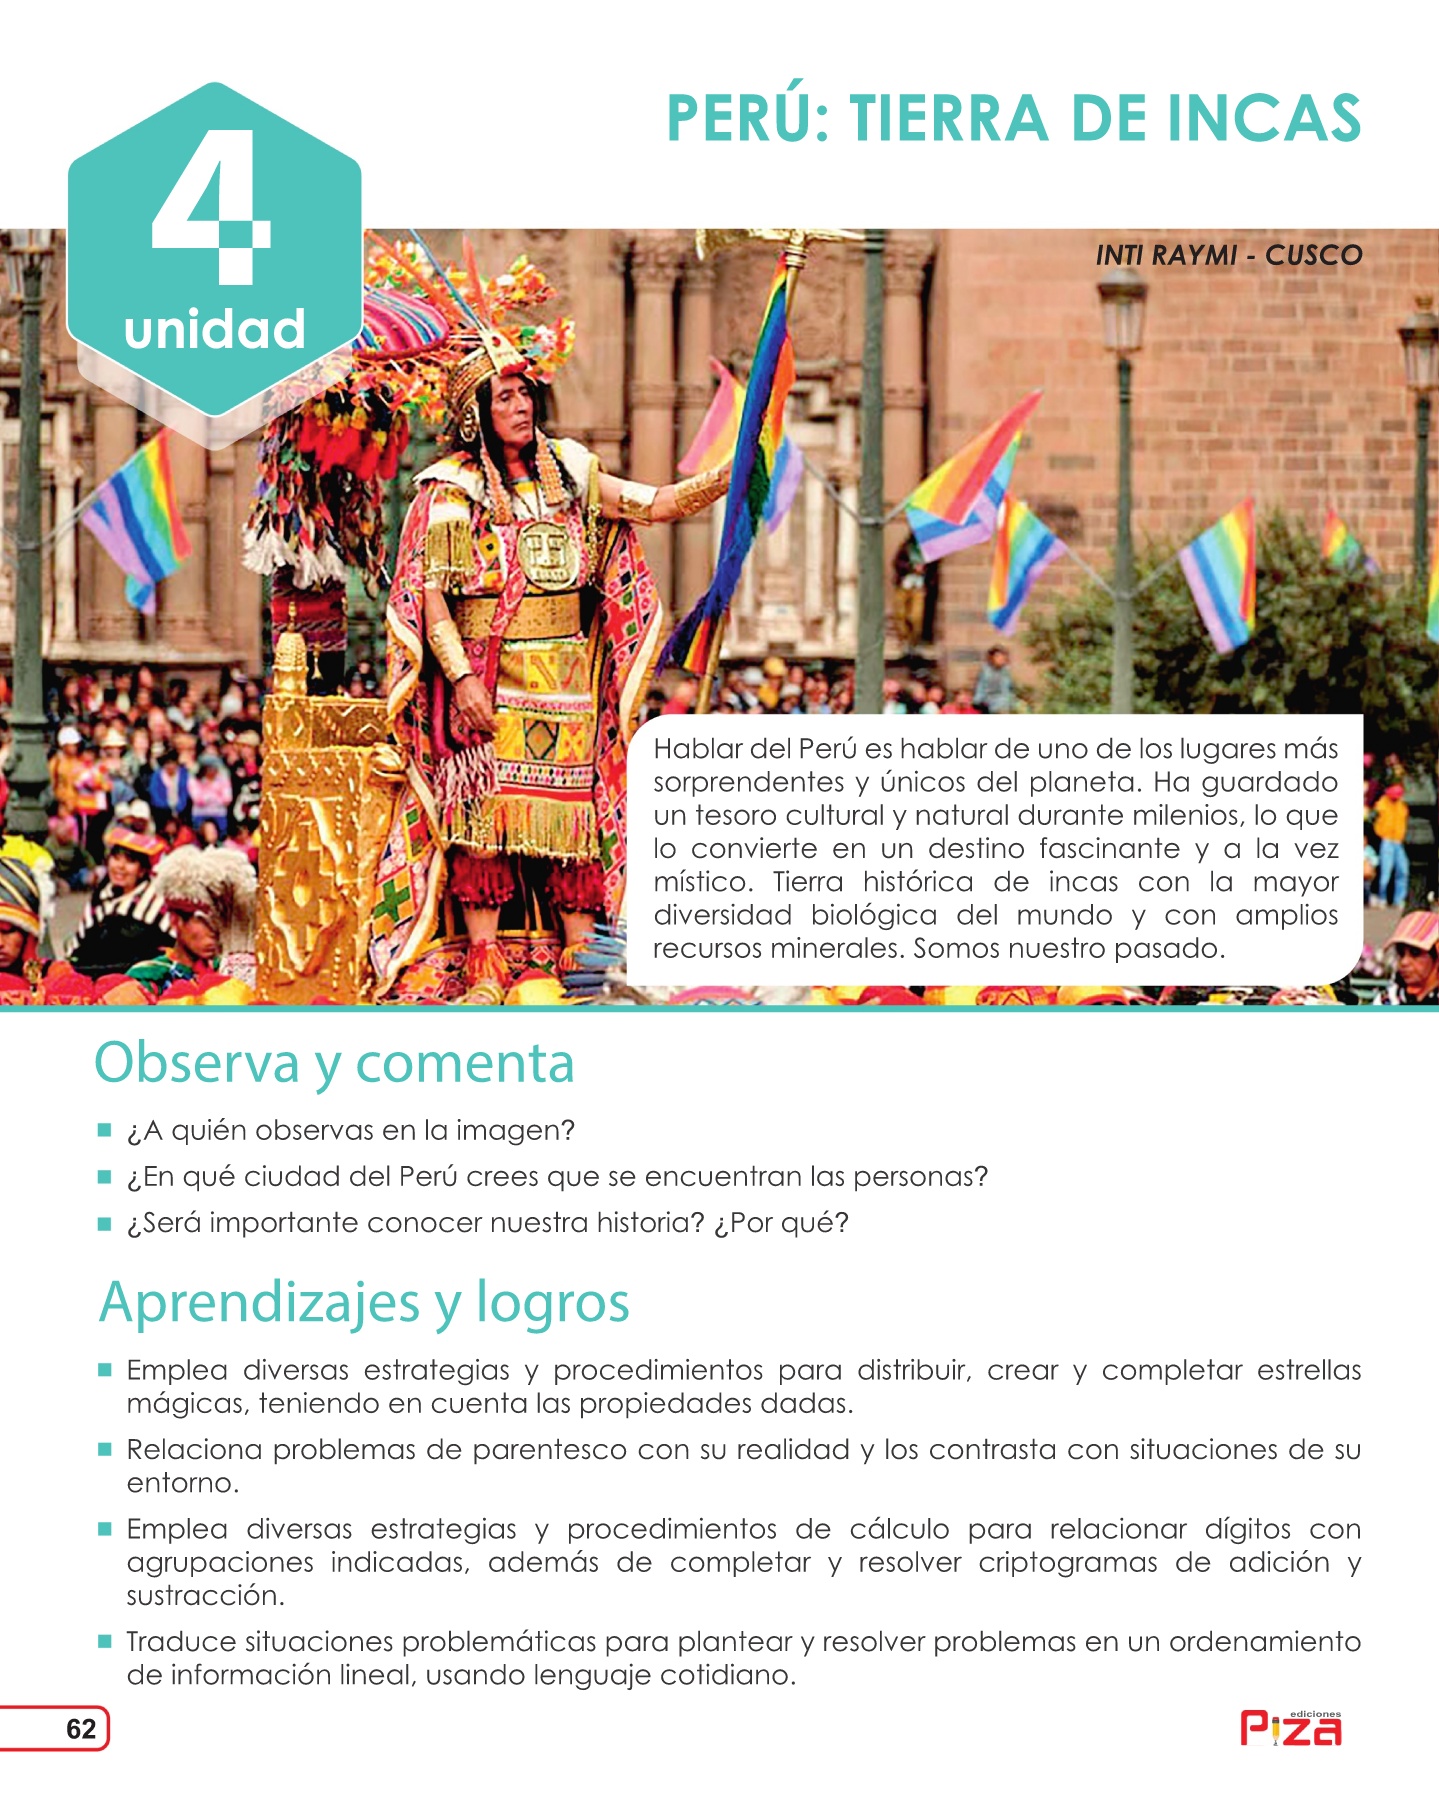 PERÚ: TIERRA DE INCAS
4
unidad
INTI RAYMI - CUSCO
Hablar del Perú es hablar de uno de los lugares más
sorprendentes y únicos del planeta. Ha guardado
un tesoro cultural y natural durante milenios, lo que
lo convierte en un destino fascinante y a la vez
místico. Tierra histórica de incas con la mayor
diversidad biológica del mundo y con amplios
recursos minerales. Somos nuestro pasado.
Observa y comenta
¿A quién observas en la imagen?
¿En qué ciudad del Perú crees que se encuentran las personas?
¿Será importante conocer nuestra historia? ¿Por qué?
Aprendizajes y logros
Emplea diversas estrategias y procedimientos para distribuir, crear y completar estrellas
mágicas, teniendo en cuenta las propiedades dadas.
Relaciona problemas de parentesco con su realidad y los contrasta con situaciones de su
entorno.
Emplea diversas estrategias y procedimientos de cálculo para relacionar dígitos con
agrupaciones indicadas, además de completar y resolver criptogramas de adición y
sustracción.
Traduce situaciones problemáticas para plantear y resolver problemas en un ordenamiento
de información lineal, usando lenguaje cotidiano.
62
ediciones
Piza